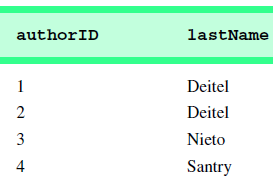 authorID lastName
1 Deitel
2 Deitel
3 Nieto
4 Santry